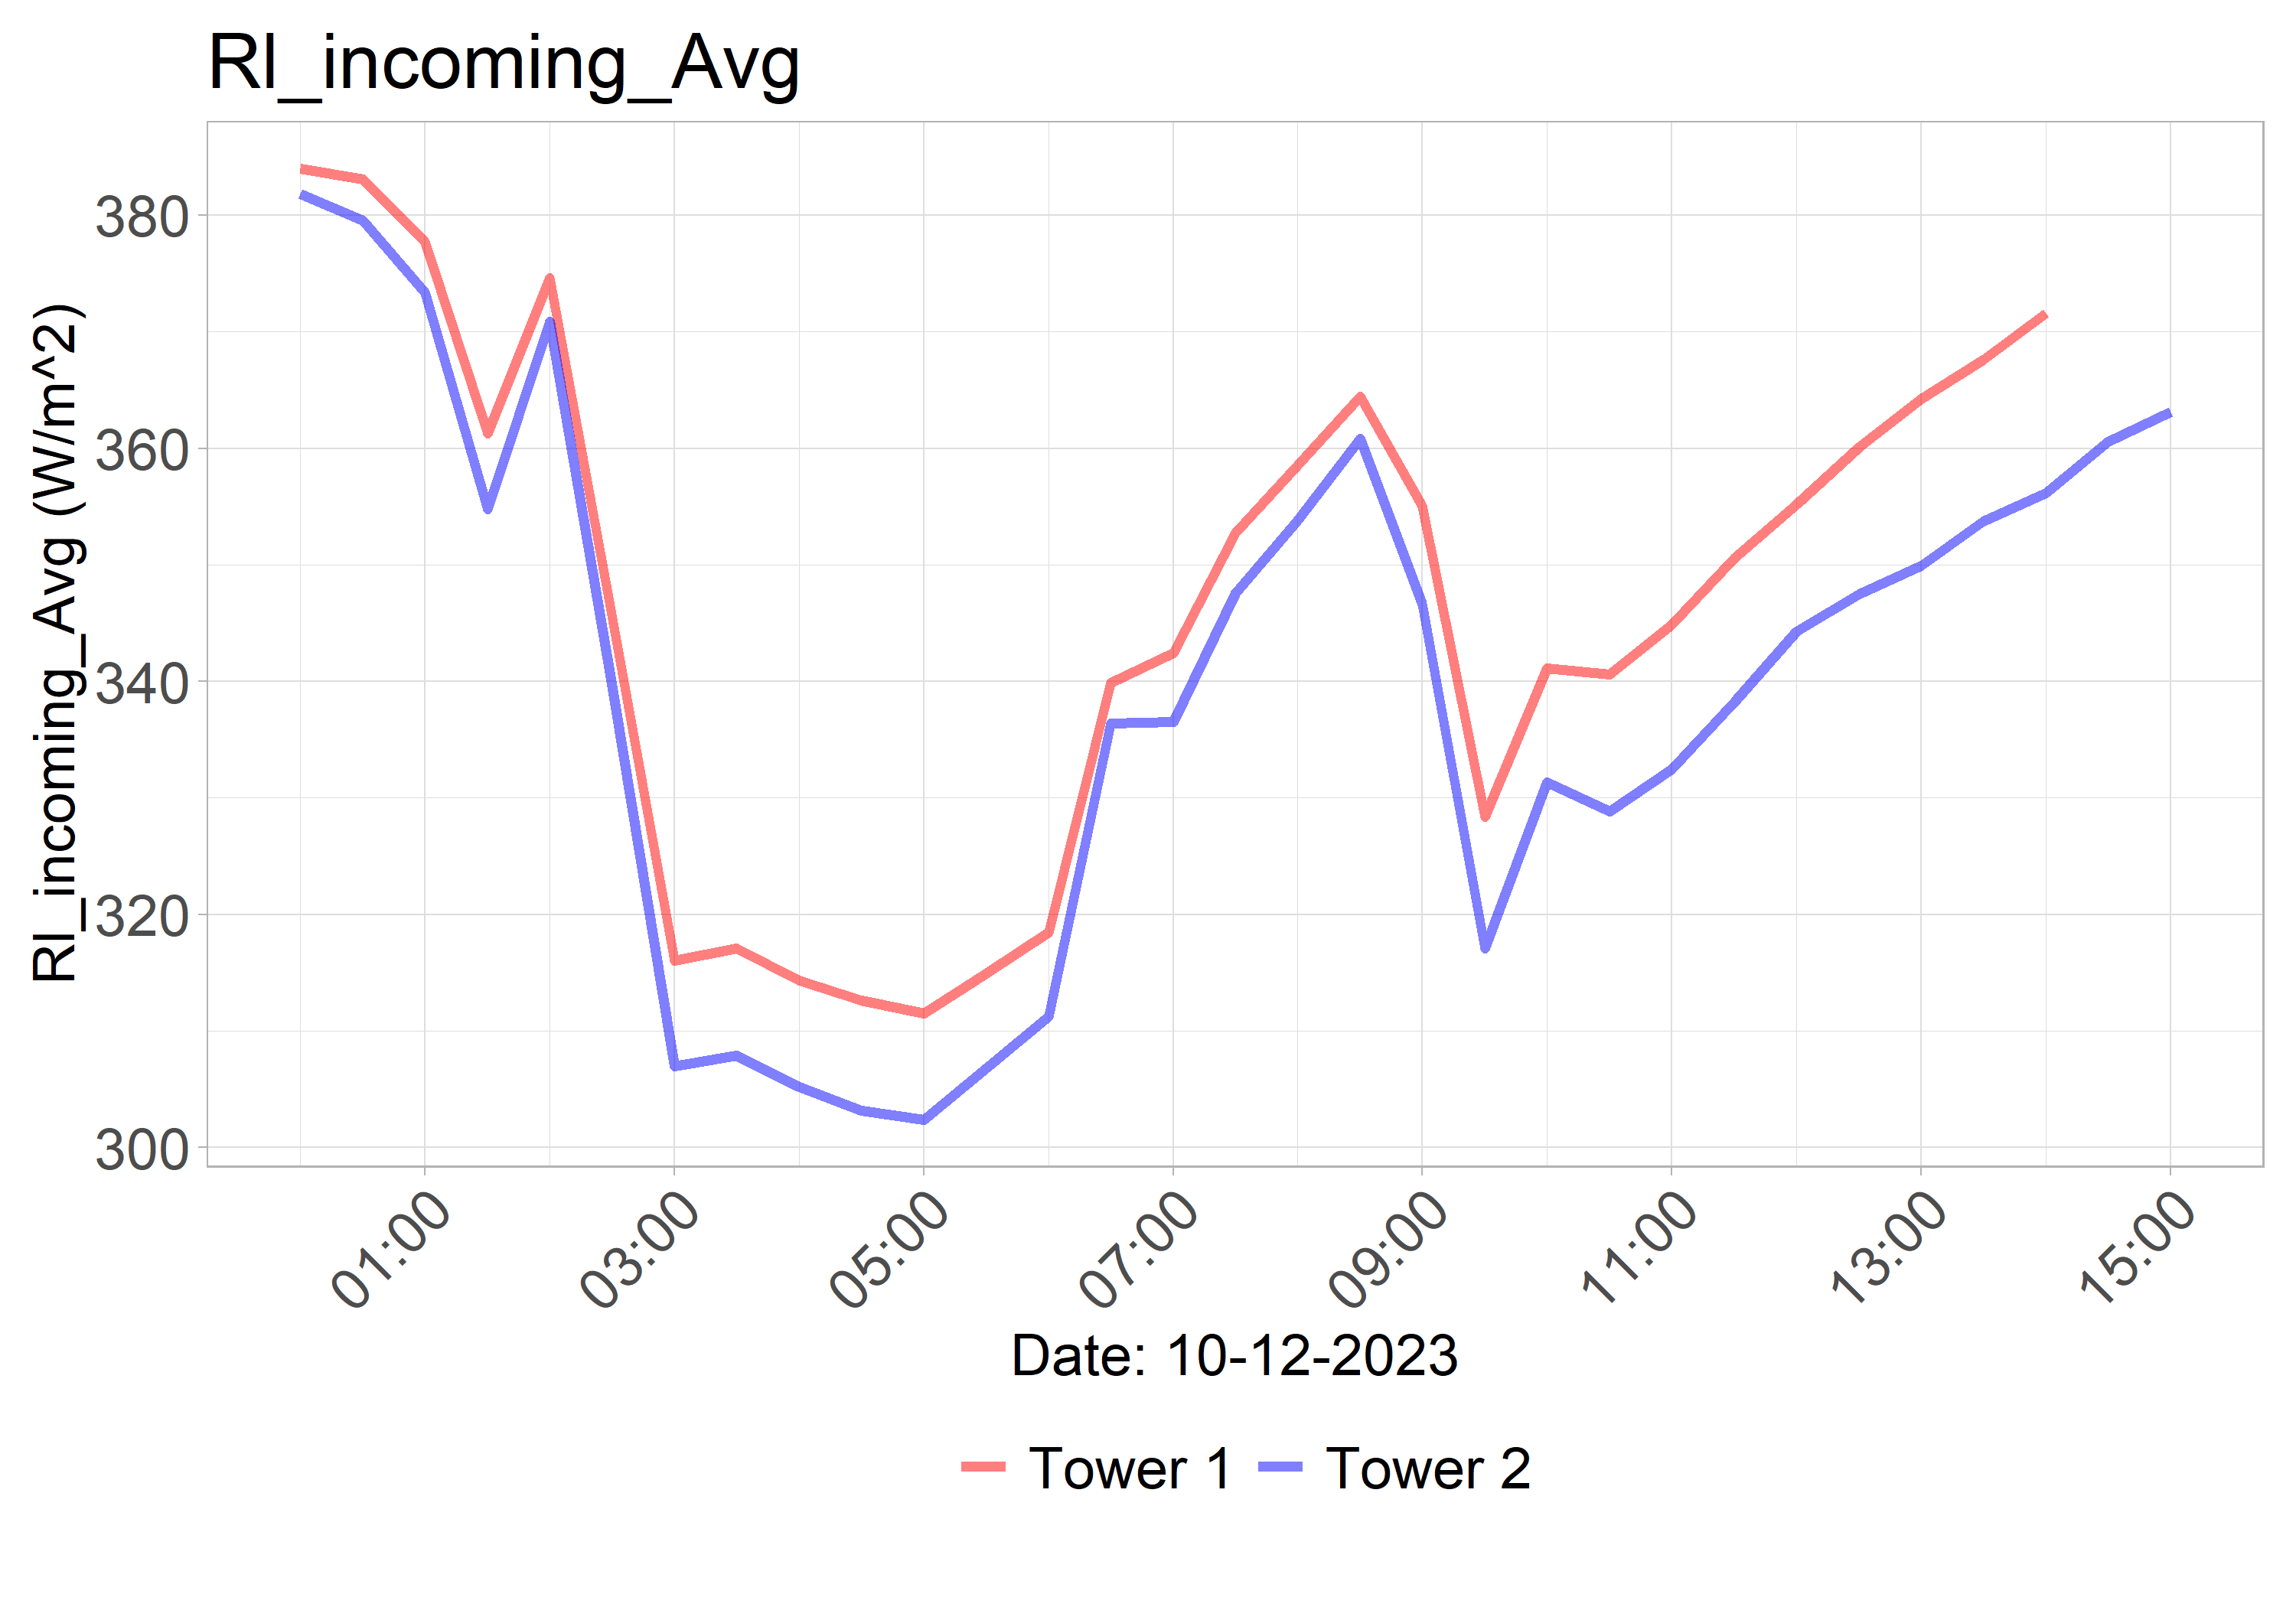 Rl_incoming_Avg
Rl_incoming_Avg (W/m^2)
380
360
340
320
300
01:00 03:00 05:00 07:00 09:00 11:00 13:00 15:00
Date: 10-12-2023
Tower 1 Tower 2